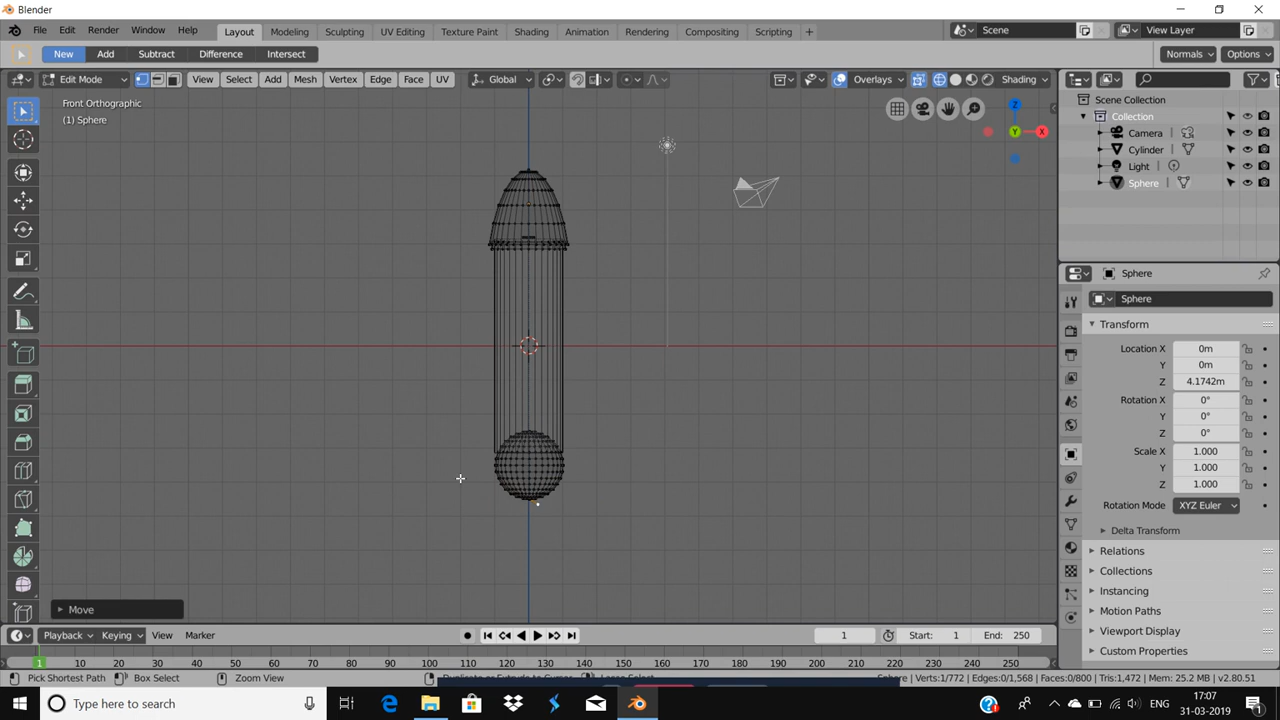 Blender
File Edit Render Window Help Layout Modeling Sculpting UV Editing Texture Paint Shading Animation Rendering Compositing Scripting + Scene View Layer
New Add Subtract Difference Intersect Normals Options
Edit Mode View Select Add Mesh Vertex Edge Face UV Global Overlays Shading
Front Orthographic
(1) Sphere
Z
Y
X
Scene Collection
Collection
Camera
Cylinder
Light
Sphere
Sphere
Sphere
Transform
Location X 0m
Y 0m
Z 4.1742m
Rotation X 0°
Y 0°
Z 0°
Scale X 1.000
Y 1.000
Z 1.000
Rotation Mode XYZ Euler
Delta Transform
Relations
Collections
Instancing
Motion Paths
Viewport Display
Custom Properties
Move
Playback Keying View Marker 1 Start: 1 End: 250
1 10 20 30 40 50 60 70 80 90 100 110 120 130 140 150 160 170 180 190 200 210 220 230 240 250
Pick Shortest Path Box Select Zoom View Sphere | Verts:1/772 | Edges:0/1,568 | Faces:0/800 | Tris:1,472 | Mem: 25.2 MB | v2.80.51
Type here to search ENG 17:07
31-03-2019